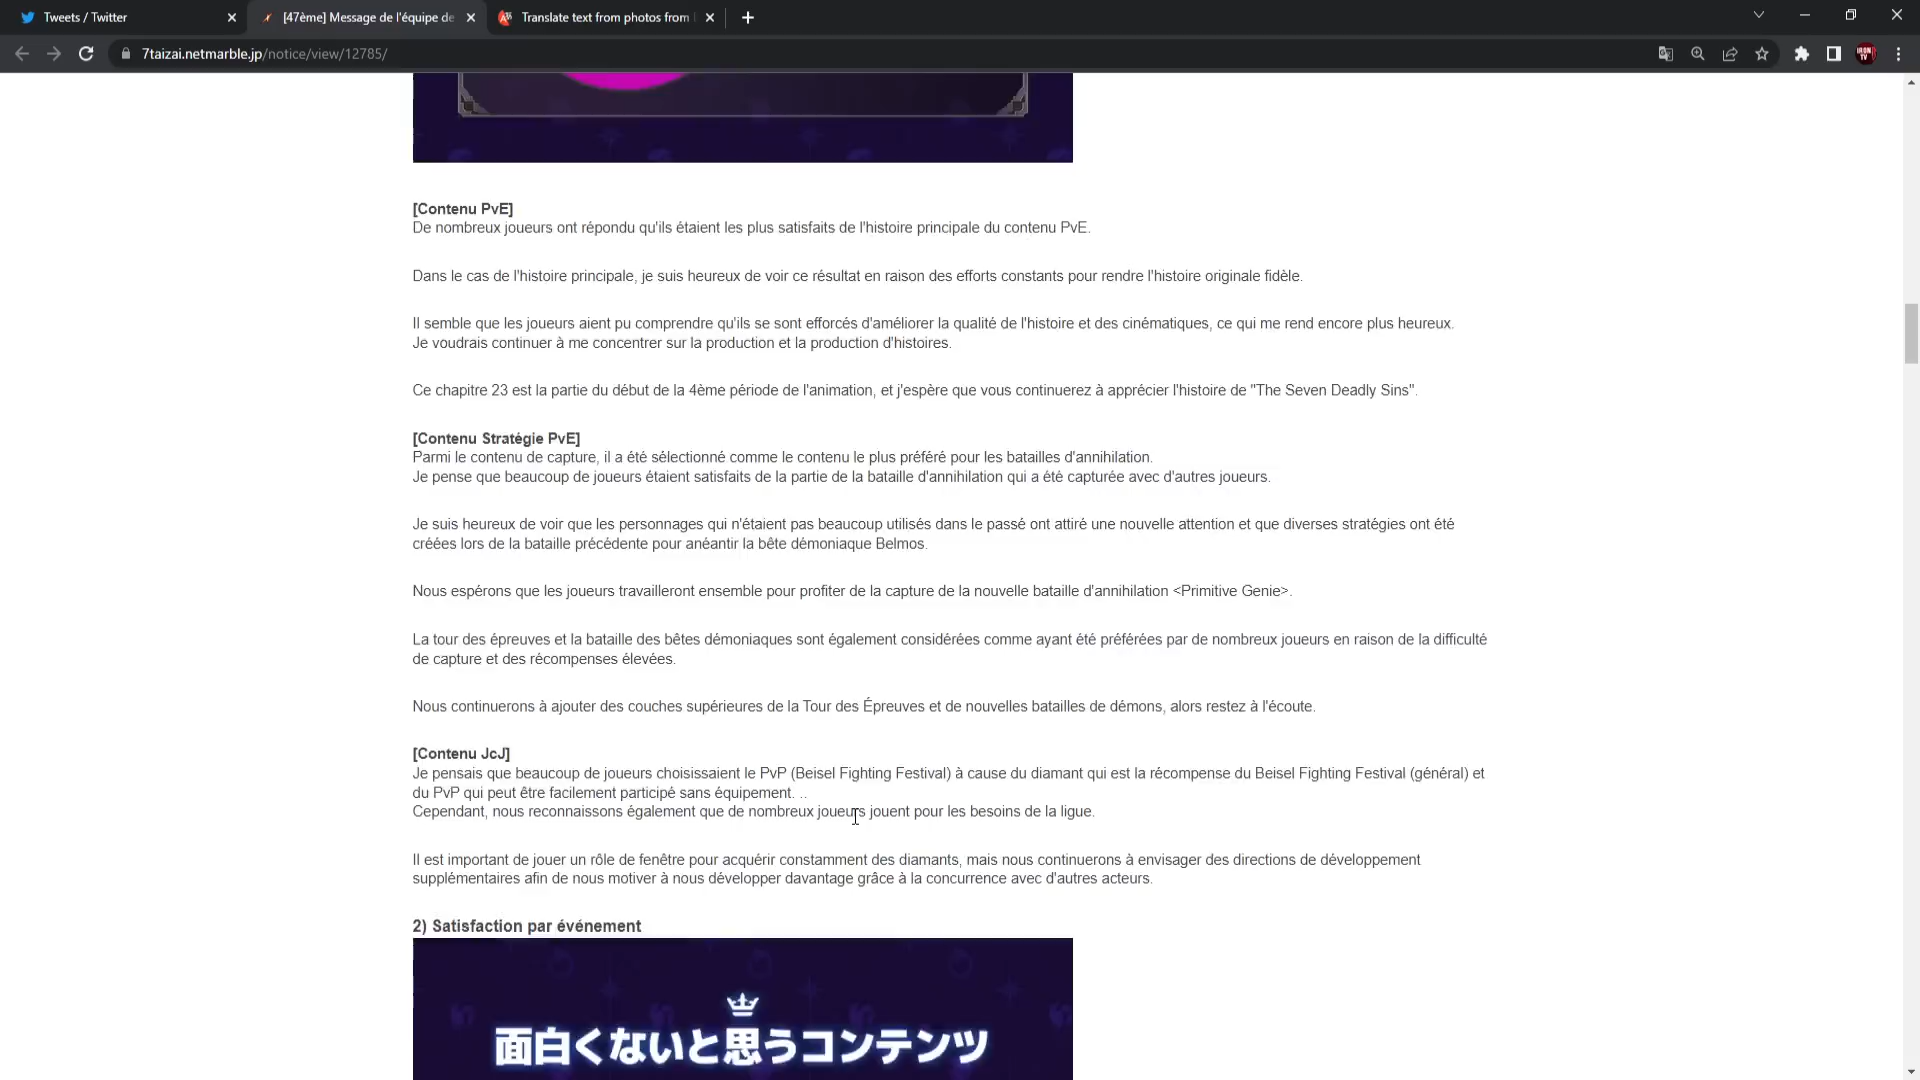 Tweets / Twitter
[47ème] Message de l'équipe de
Translate text from photos from
7taizai.netmarble.jp/notice/view/12785/
[Contenu PvE]
De nombreux joueurs ont répondu qu'ils étaient les plus satisfaits de l'histoire principale du contenu PvE.
Dans le cas de l'histoire principale, je suis heureux de voir ce résultat en raison des efforts constants pour rendre l'histoire originale fidèle.
Il semble que les joueurs aient pu comprendre qu'ils se sont efforcés d'améliorer la qualité de l'histoire et des cinématiques, ce qui me rend encore plus heureux.
Je voudrais continuer à me concentrer sur la production et la production d'histoires.
Ce chapitre 23 est la partie du début de la 4ème période de l'animation, et j'espère que vous continuerez à apprécier l'histoire de "The Seven Deadly Sins".
[Contenu Stratégie PvE]
Parmi le contenu de capture, il a été sélectionné comme le contenu le plus préféré pour les batailles d'annihilation.
Je pense que beaucoup de joueurs étaient satisfaits de la partie de la bataille d'annihilation qui a été capturée avec d'autres joueurs.
Je suis heureux de voir que les personnages qui n'étaient pas beaucoup utilisés dans le passé ont attiré une nouvelle attention et que diverses stratégies ont été
créées lors de la bataille précédente pour anéantir la bête démoniaque Belmos.
Nous espérons que les joueurs travailleront ensemble pour profiter de la capture de la nouvelle bataille d'annihilation <Primitive Genie>.
La tour des épreuves et la bataille des bêtes démoniaques sont également considérées comme ayant été préférées par de nombreux joueurs en raison de la difficulté
de capture et des récompenses élevées.
Nous continuerons à ajouter des couches supérieures de la Tour des Épreuves et de nouvelles batailles de démons, alors restez à l'écoute.
[Contenu JcJ]
Je pensais que beaucoup de joueurs choisissaient le PvP (Beisel Fighting Festival) à cause du diamant qui est la récompense du Beisel Fighting Festival (général) et
du PvP qui peut être facilement participé sans équipement. ..
Cependant, nous reconnaissons également que de nombreux joueurs jouent pour les besoins de la ligue.
Il est important de jouer un rôle de fenêtre pour acquérir constamment des diamants, mais nous continuerons à envisager des directions de développement
supplémentaires afin de nous motiver à nous développer davantage grâce à la concurrence avec d'autres acteurs.
2) Satisfaction par événement
面白くないと思うコンテンツ